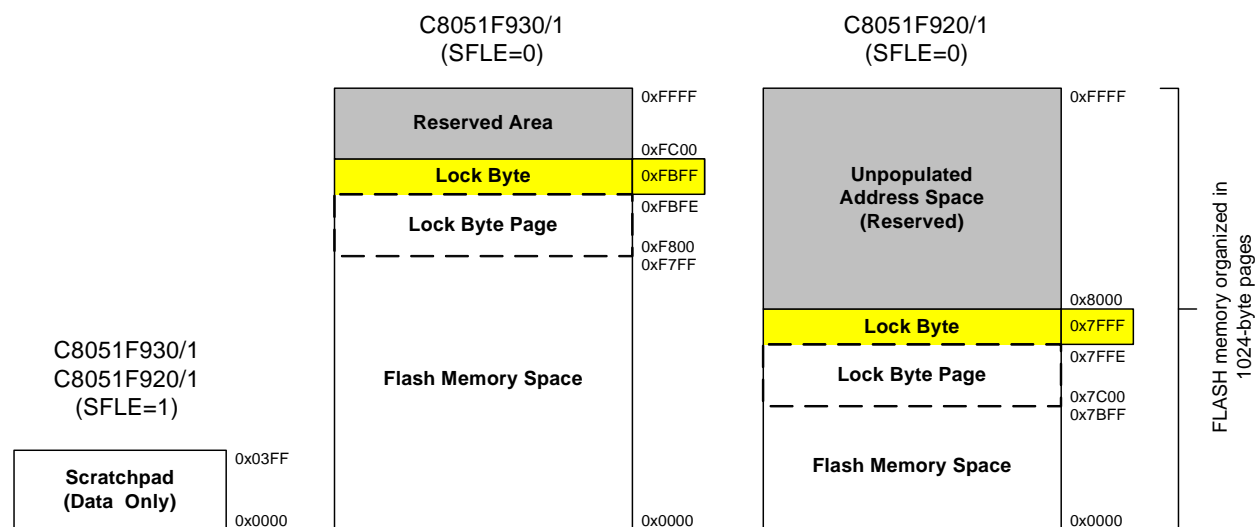 C8051F930/1
(SFLE=0)
C8051F920/1
(SFLE=0)
0xFFFF
Reserved Area
0xFC00
Lock Byte
0xFBFF
0xFBFE
Lock Byte Page
0xF800
0xF7FF
Flash Memory Space
0x0000
0xFFFF
Unpopulated
Address Space
(Reserved)
0x8000
Lock Byte
0x7FFF
0x7FFE
Lock Byte Page
0x7C00
0x7BFF
Flash Memory Space
0x0000
FLASH memory organized in
1024-byte pages
C8051F930/1
C8051F920/1
(SFLE=1)
0x03FF
Scratchpad
(Data Only)
0x0000